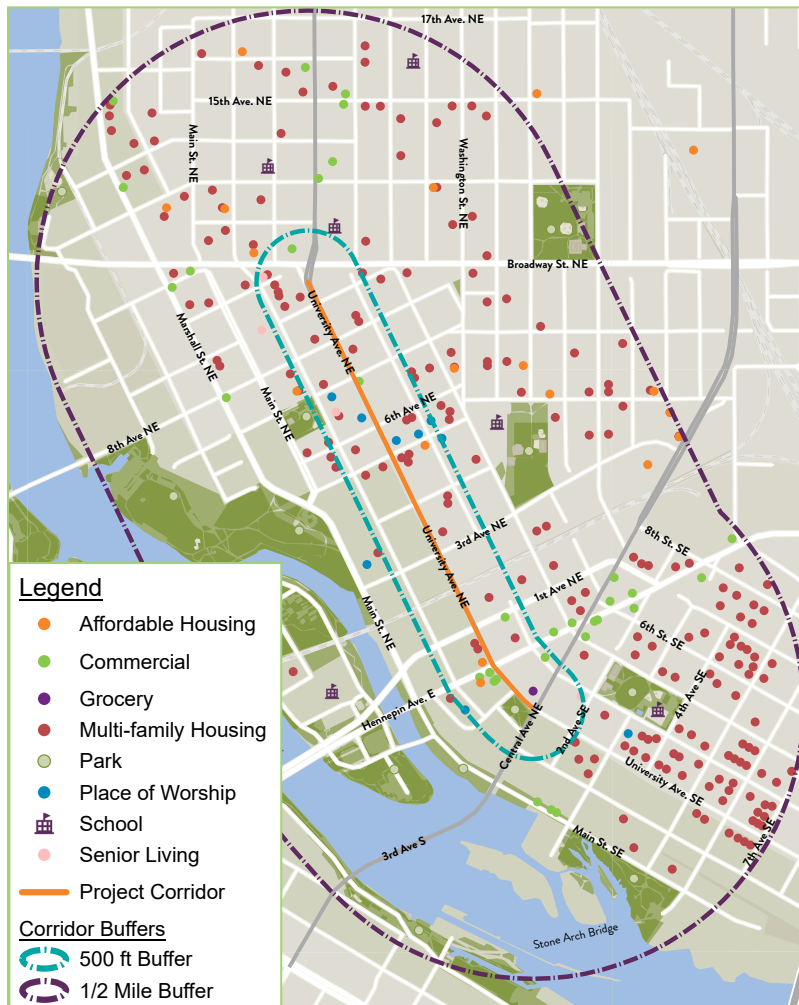 17th Ave. NE
15th Ave. NE
Main St. NE
Washington St. NE
Broadway St. NE
University Ave. NE
Marshall St. NE
Main St. NE
6th Ave NE
8th Ave NE
3rd Ave NE
University Ave. NE
8th St. SE
1st Ave NE
Main St. NE
6th St. SE
4th Ave SE
Hennepin Ave. E
Central Ave NE
2nd Ave SE
University Ave. SE
Main St. SE
7th Ave SE
3rd Ave S
Stone Arch Bridge
Legend
Affordable Housing
Commercial
Grocery
Multi-family Housing
Park
Place of Worship
School
Senior Living
Project Corridor
Corridor Buffers
500 ft Buffer
1/2 Mile Buffer